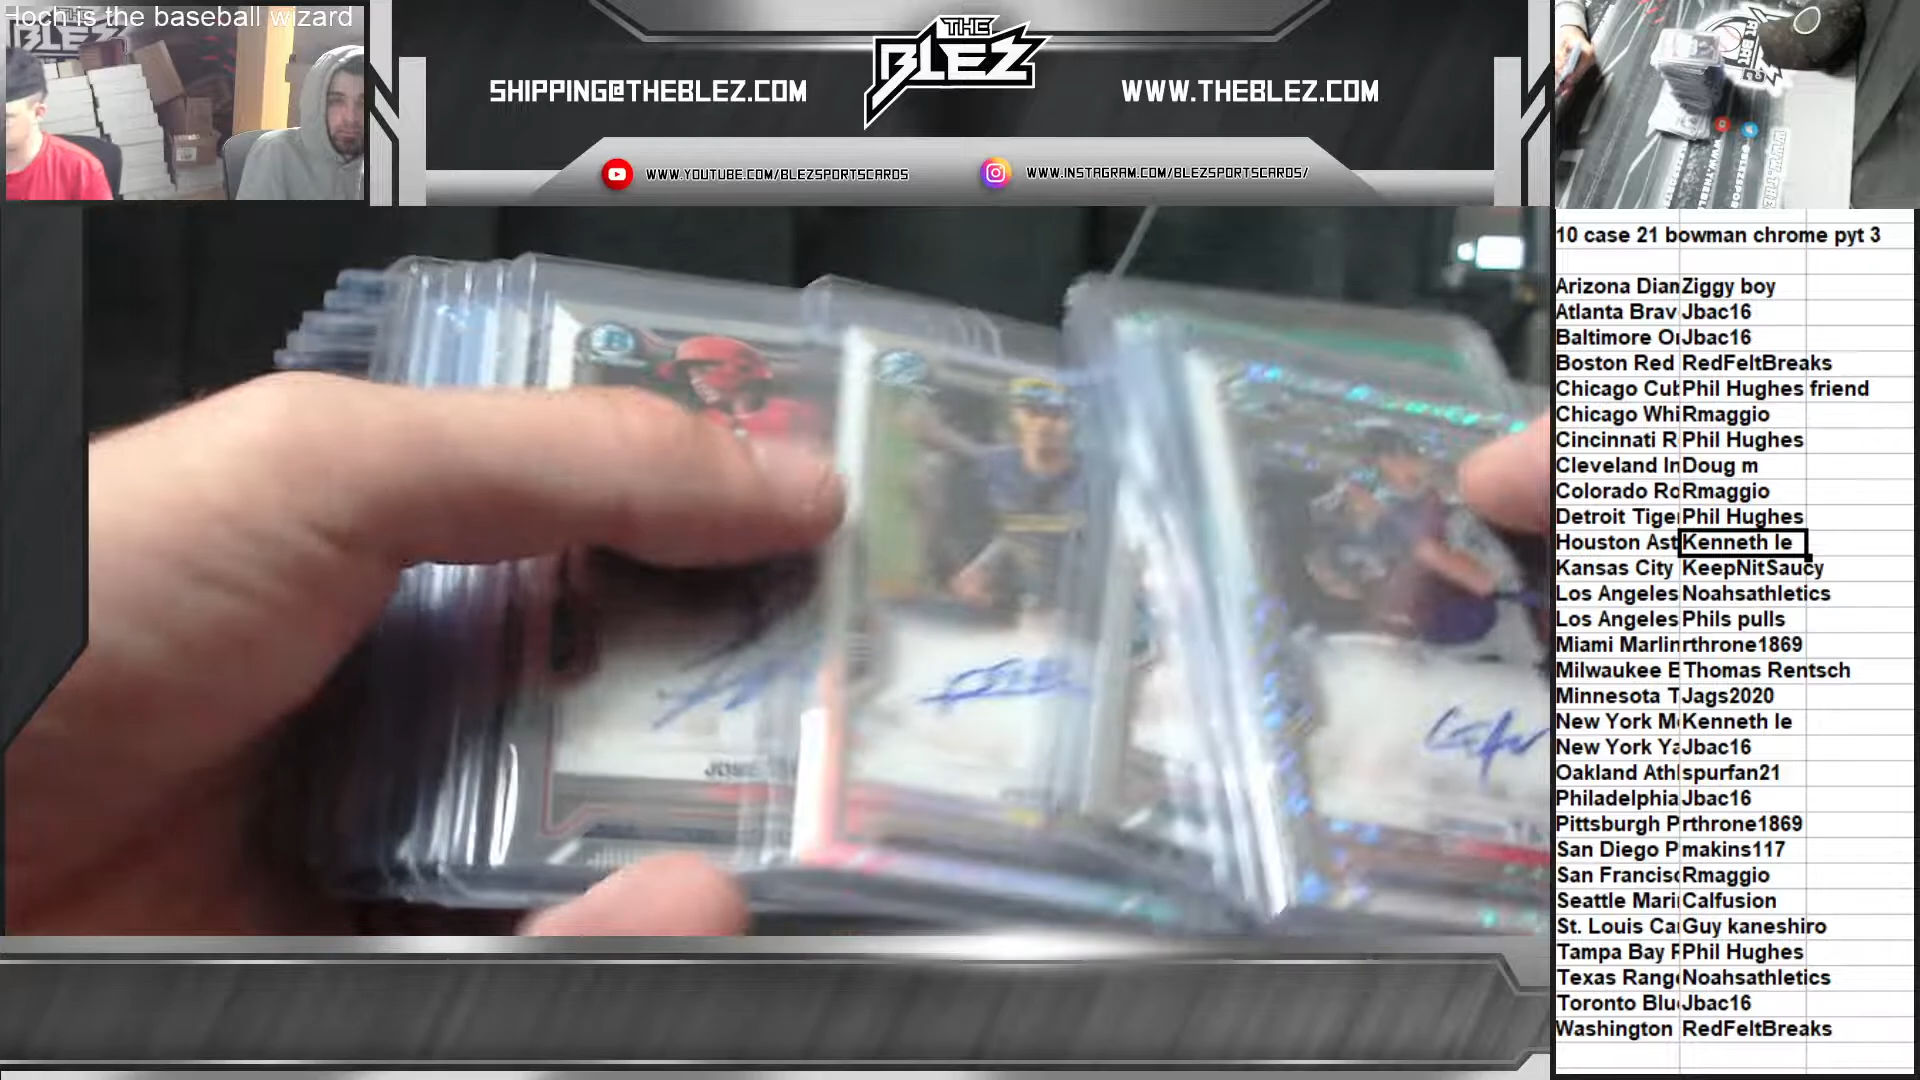 Hoch is the baseball wizard
THE
BLEZ
SHIPPING@THEBLEZ.COM
WWW.THEBLEZ.COM
WWW.YOUTUBE.COM/BLEZSPORTSCARDS
WWW.INSTAGRAM.COM/BLEZSPORTSCARDS/
10 case 21 bowman chrome pyt 3
Arizona Diam Ziggy boy
Atlanta Brav Jbac16
Baltimore Or Jbac16
Boston Red RedFeltBreaks
Chicago Cub Phil Hughes friend
Chicago Whi Rmaggio
Cincinnati R Phil Hughes
Cleveland In Doug m
Colorado Ro Rmaggio
Detroit Tige Phil Hughes
Houston Ast Kenneth le
Kansas City KeepNitSaucy
Los Angeles Noahsathletics
Los Angeles Phils pulls
Miami Marlin rthrone1869
Milwaukee B Thomas Rentsch
Minnesota T Jags2020
New York M Kenneth le
New York Ya Jbac16
Oakland Athl spurfan21
Philadelphia Jbac16
Pittsburgh P rthrone1869
San Diego P makins117
San Francisc Rmaggio
Seattle Mari Calfusion
St. Louis Ca Guy kaneshiro
Tampa Bay R Phil Hughes
Texas Range Noahsathletics
Toronto Blu Jbac16
Washington RedFeltBreaks